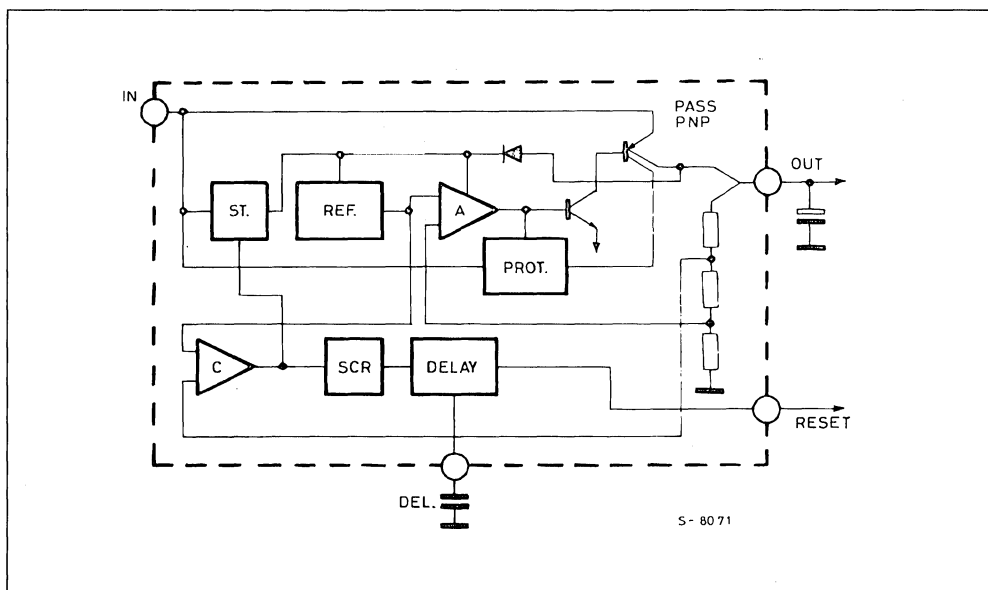 IN
PASS
PNP
OUT
ST.
REF.
A
PROT.
C
SCR
DELAY
RESET
DEL.
S-8071